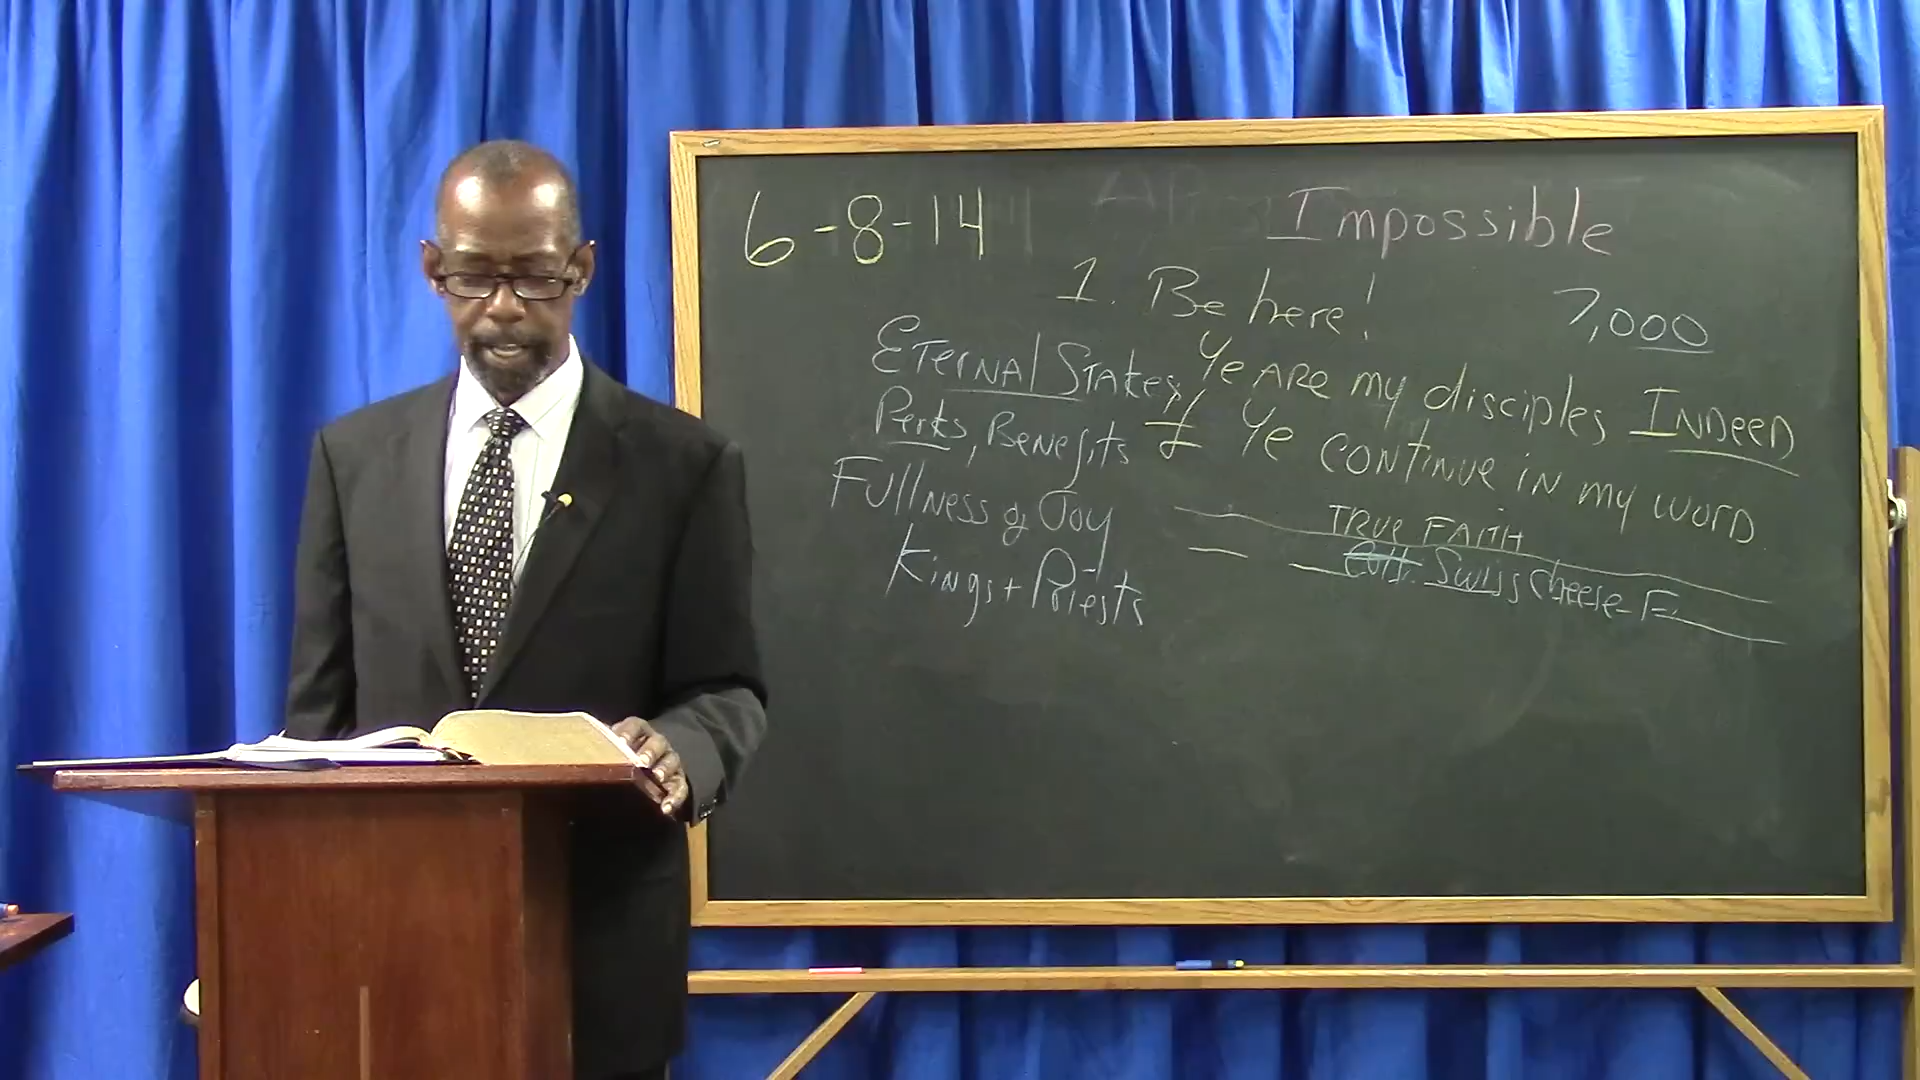 6-8-14 Impossible
1. Be here!
7,000
Eternal Stakes,
Perks, Benefits
Fullness of Joy
Kings + Priests
Ye ARE my disciples INDEED
If Ye continue in my word
TRUE FAITH
Swiss Cheese F